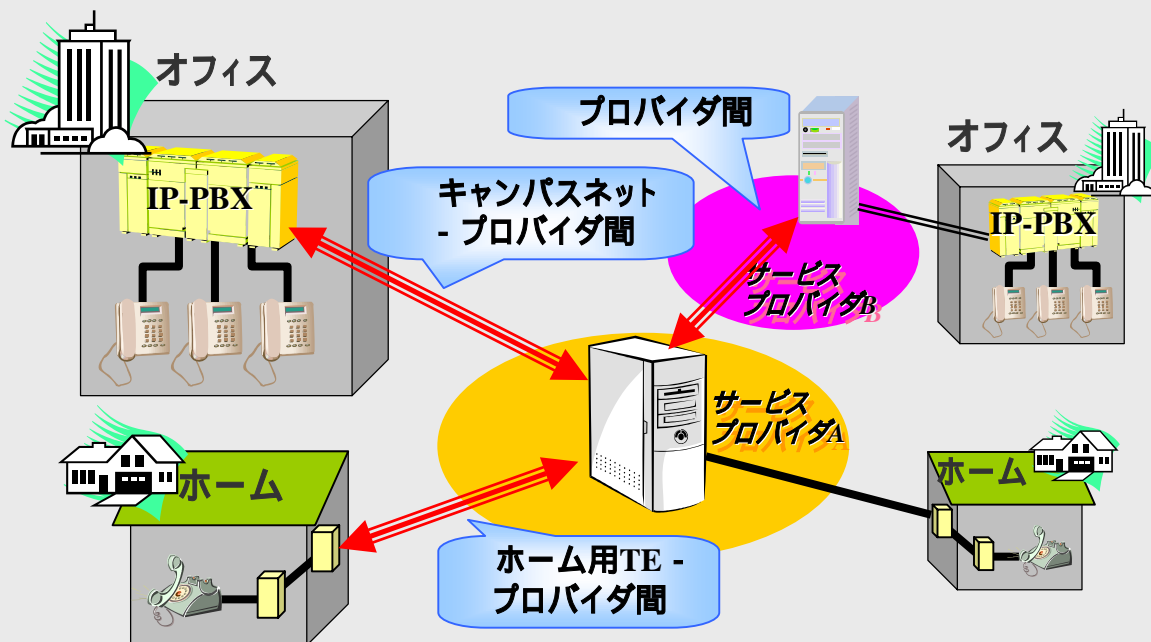 オフィス
プロバイダ間
オフィス
IP-PBX
キャンパスネット
- プロバイダ間
IP-PBX
サービス
プロバイダB
サービス
プロバイダA
ホーム
ホーム
ホーム用TE -
プロバイダ間